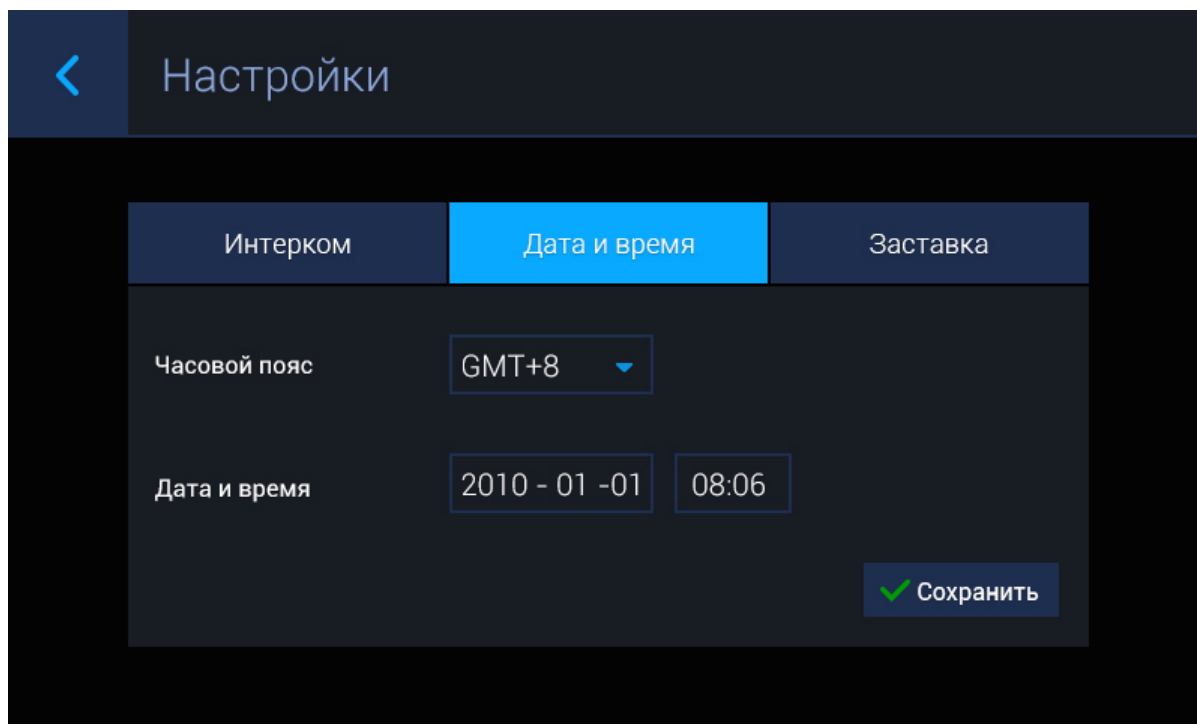 Настройки
Интерком Дата и время Заставка
Часовой пояс GMT+8
Дата и время 2010 - 01 -01 08:06
Сохранить